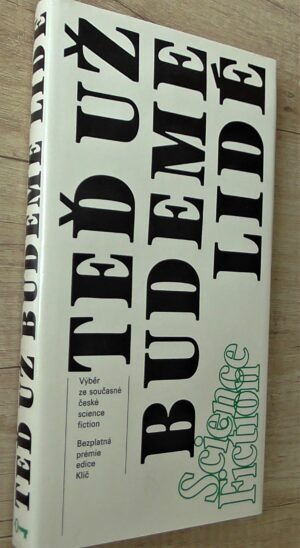 TEĎ UŽ BUDEME LIDÉ
TEĎ UŽ
BUDEME
LIDÉ
Výběr
ze současné
české
science
fiction
Bezplatná
prémie
edice
Klíč
Science
Fiction